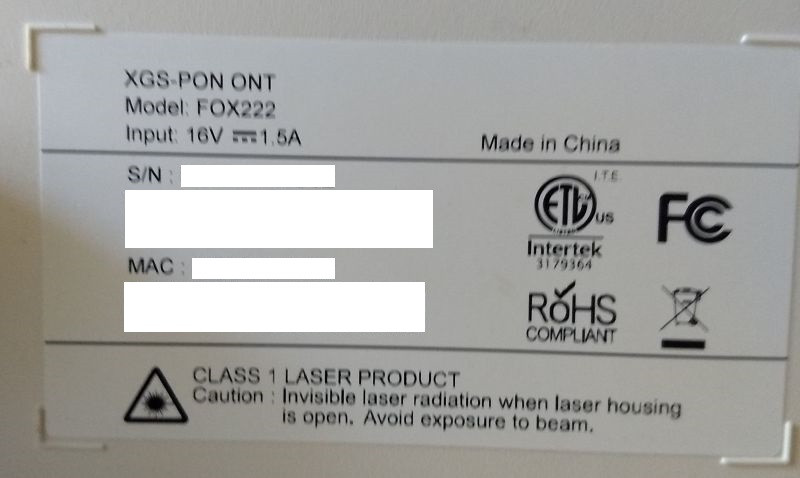 XGS-PON ONT
Model: FOX222
Input: 16V ⎓ 1.5A
Made in China
S/N :
MAC :
I.T.E.
ETL US
Intertek
3179364
FC
RoHS
COMPLIANT
CLASS 1 LASER PRODUCT
Caution : Invisible laser radiation when laser housing
is open. Avoid exposure to beam.